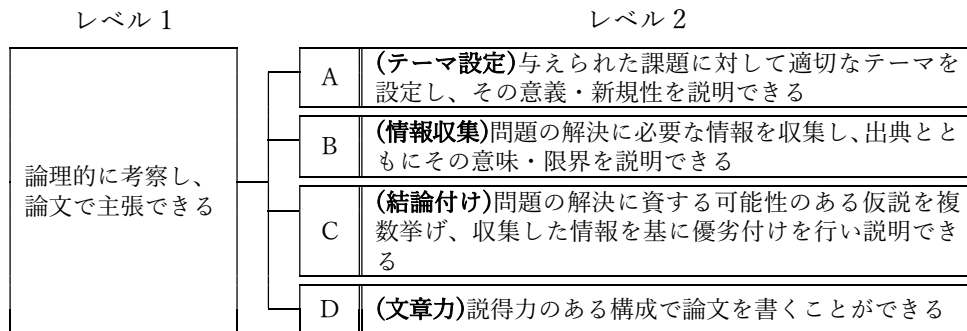 レベル 1
レベル 2
論理的に考察し、
論文で主張できる
A
(テーマ設定)与えられた課題に対して適切なテーマを
設定し、その意義・新規性を説明できる
B
(情報収集)問題の解決に必要な情報を収集し、出典とと
もにその意味・限界を説明できる
C
(結論付け)問題の解決に資する可能性のある仮説を複
数挙げ、収集した情報を基に優劣付けを行い説明でき
る
D
(文章力)説得力のある構成で論文を書くことができる